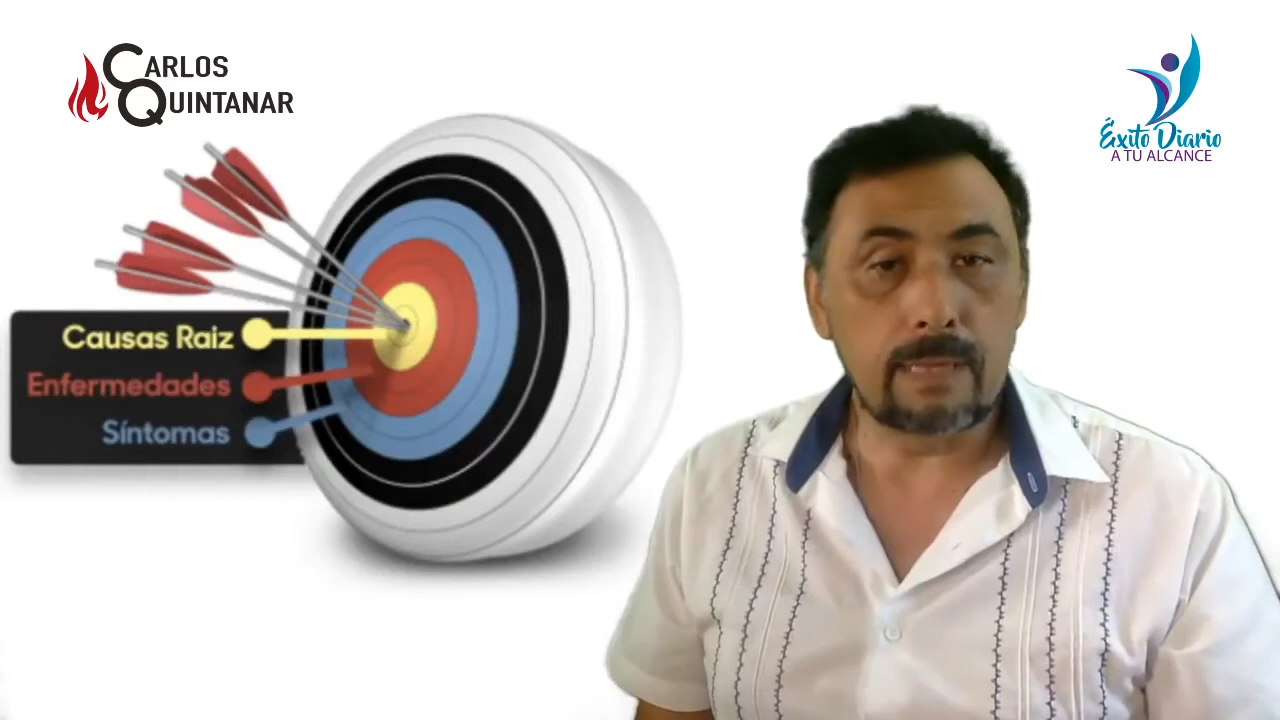 CARLOS
QUINTANAR
Éxito Diario
A TU ALCANCE
Causas Raiz
Enfermedades
Síntomas